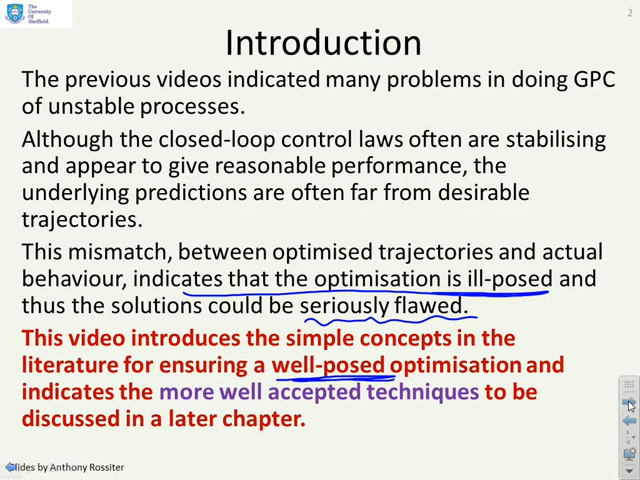 The
University
Of
Sheffield.
2
Introduction
The previous videos indicated many problems in doing GPC
of unstable processes.
Although the closed-loop control laws often are stabilising
and appear to give reasonable performance, the
underlying predictions are often far from desirable
trajectories.
This mismatch, between optimised trajectories and actual
behaviour, indicates that the optimisation is ill-posed and
thus the solutions could be seriously flawed.
This video introduces the simple concepts in the
literature for ensuring a well-posed optimisation and
indicates the more well accepted techniques to be
discussed in a later chapter.
lides by Anthony Rossiter